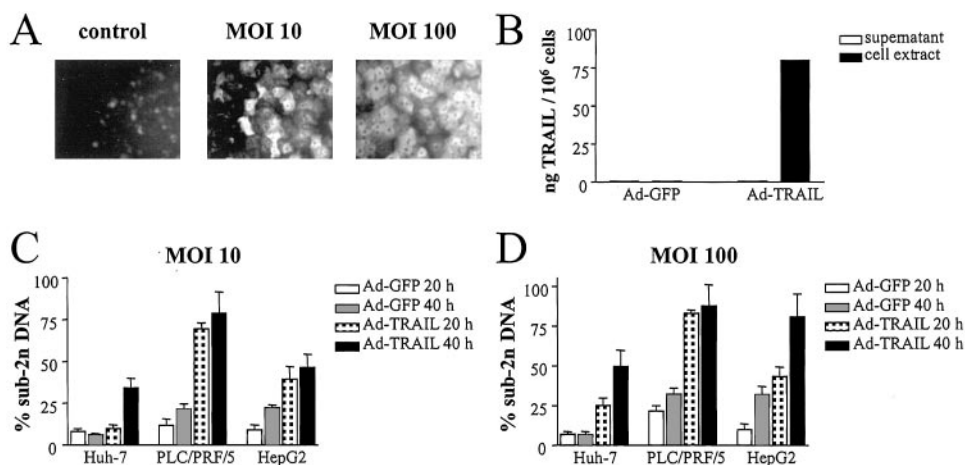 A
control
MOI 10
MOI 100
B
100
75
50
25
0
ng TRAIL / 10⁶ cells
supernatant
cell extract
Ad-GFP
Ad-TRAIL
C
MOI 10
100
75
50
25
0
% sub-2n DNA
Ad-GFP 20 h
Ad-GFP 40 h
Ad-TRAIL 20 h
Ad-TRAIL 40 h
Huh-7
PLC/PRF/5
HepG2
D
MOI 100
100
75
50
25
0
% sub-2n DNA
Ad-GFP 20 h
Ad-GFP 40 h
Ad-TRAIL 20 h
Ad-TRAIL 40 h
Huh-7
PLC/PRF/5
HepG2